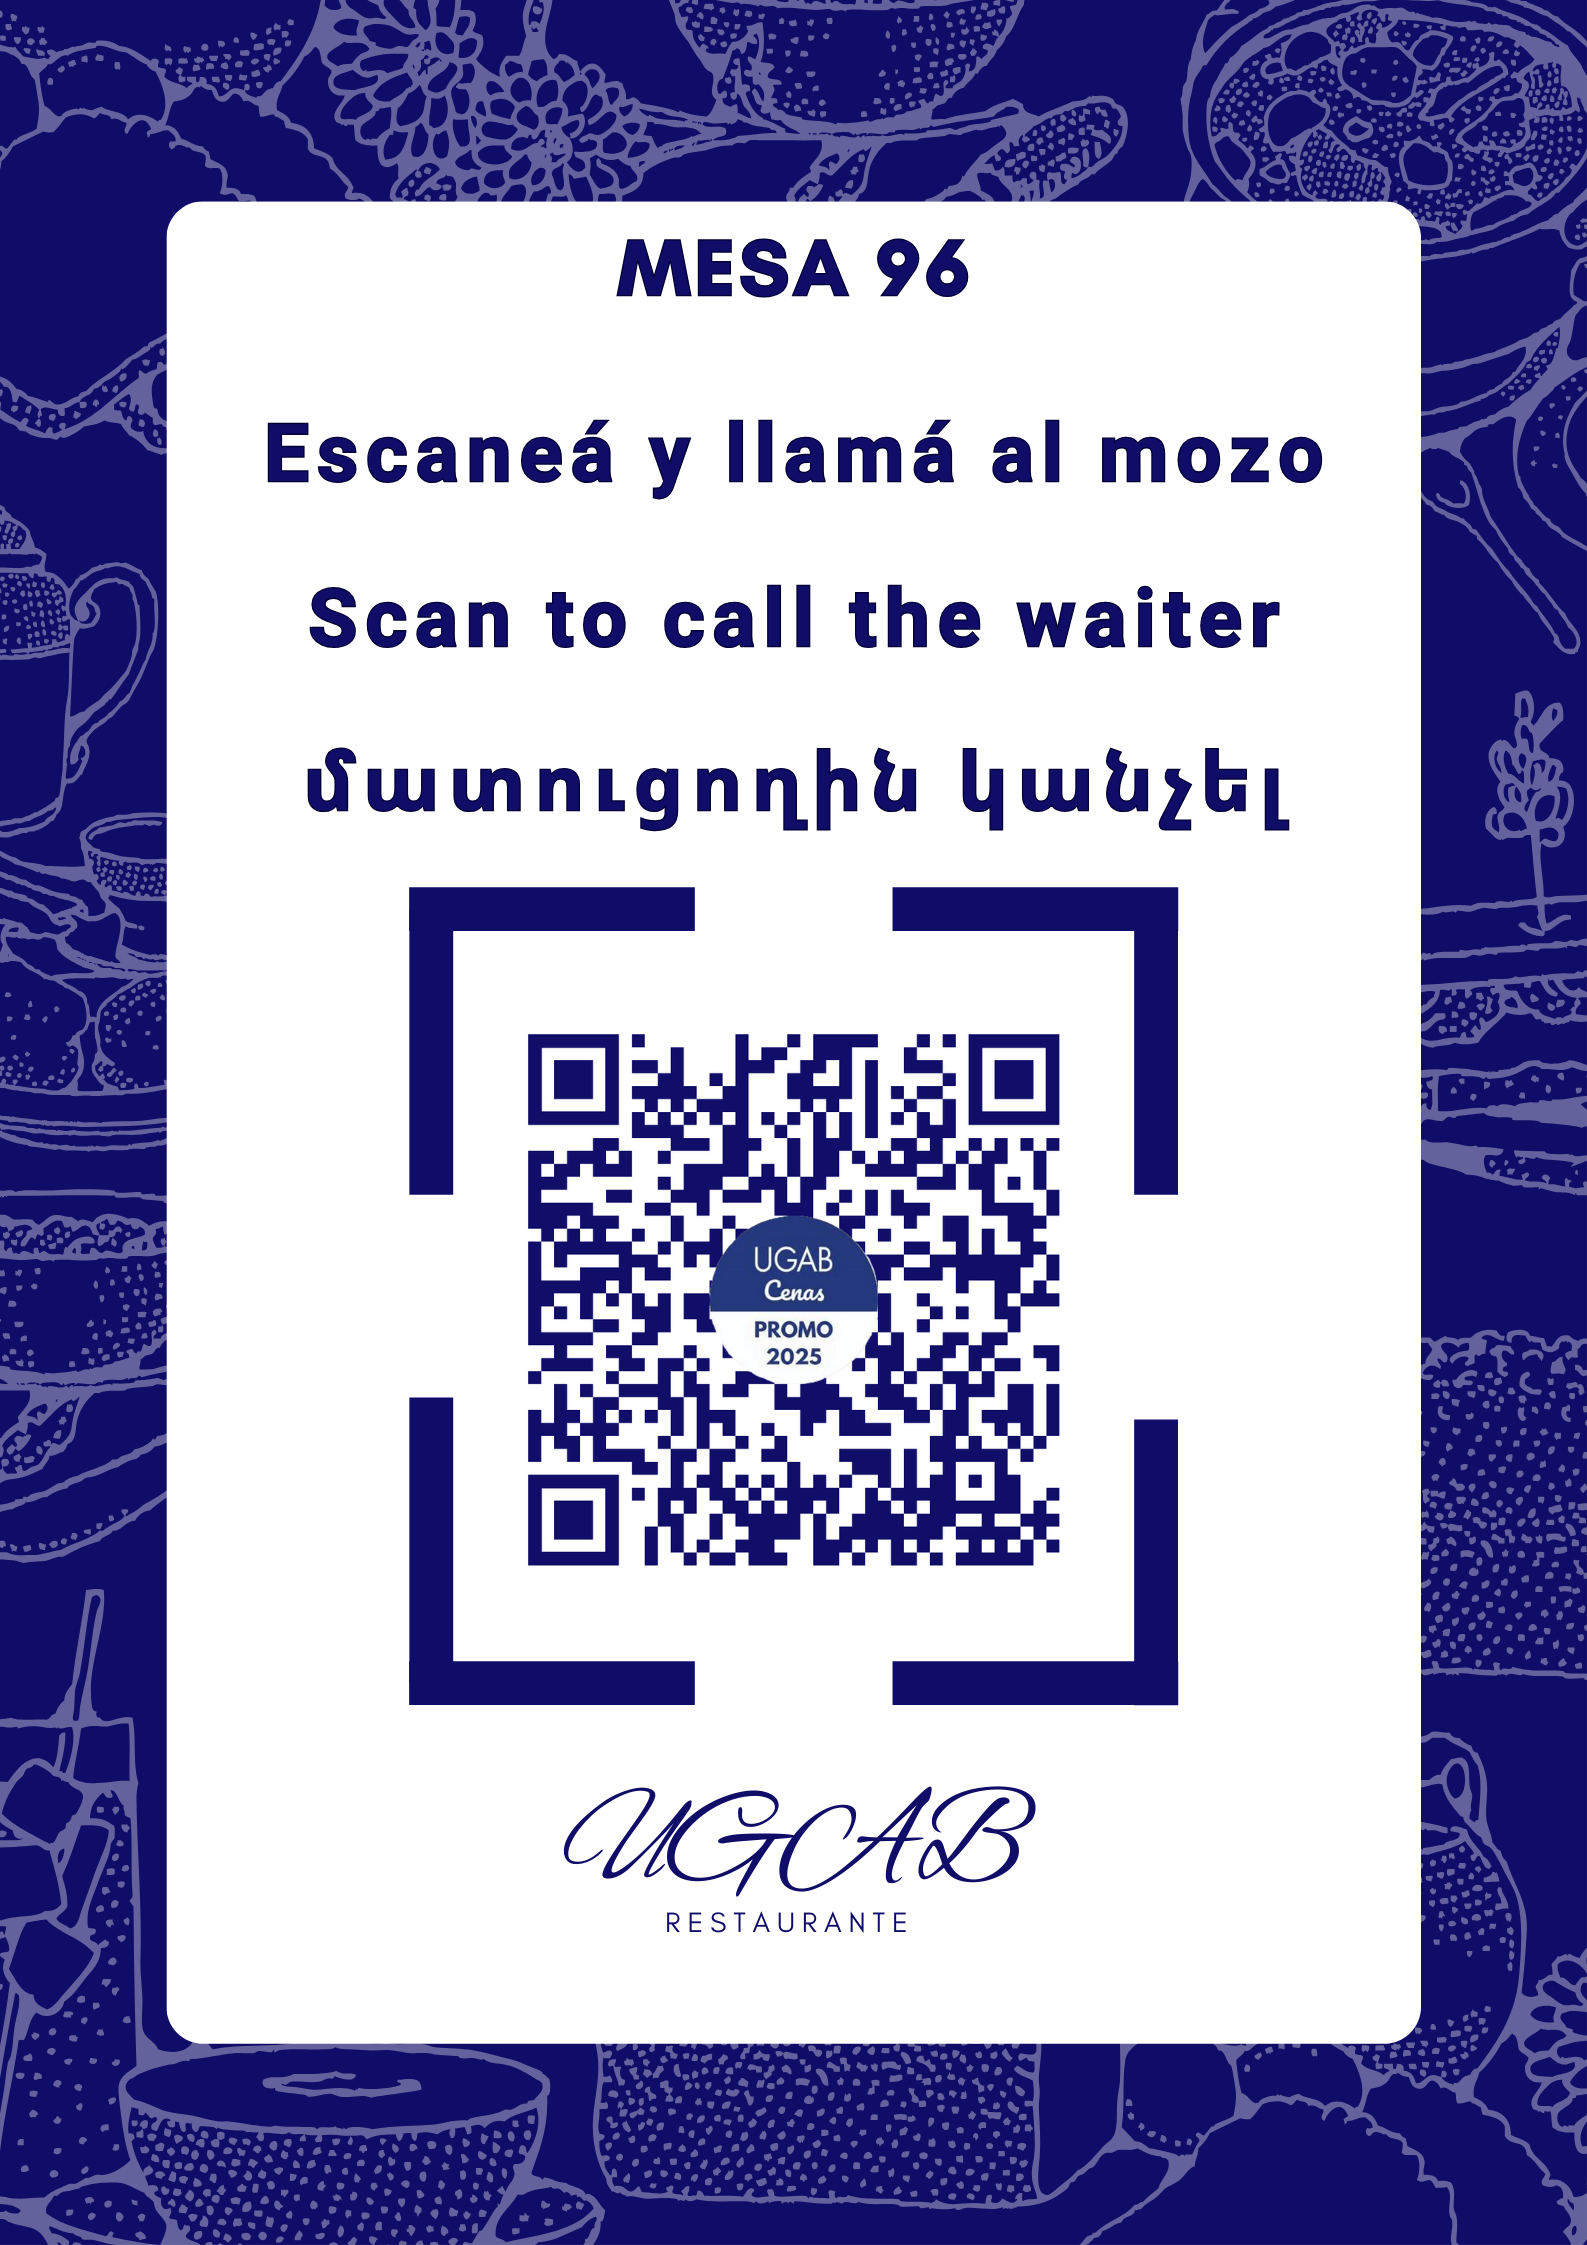 MESA 96
Escaneá y llamá al mozo
Scan to call the waiter
մատուցողին կանչել
UGAB
Cenas
PROMO
2025
UGAB
RESTAURANTE